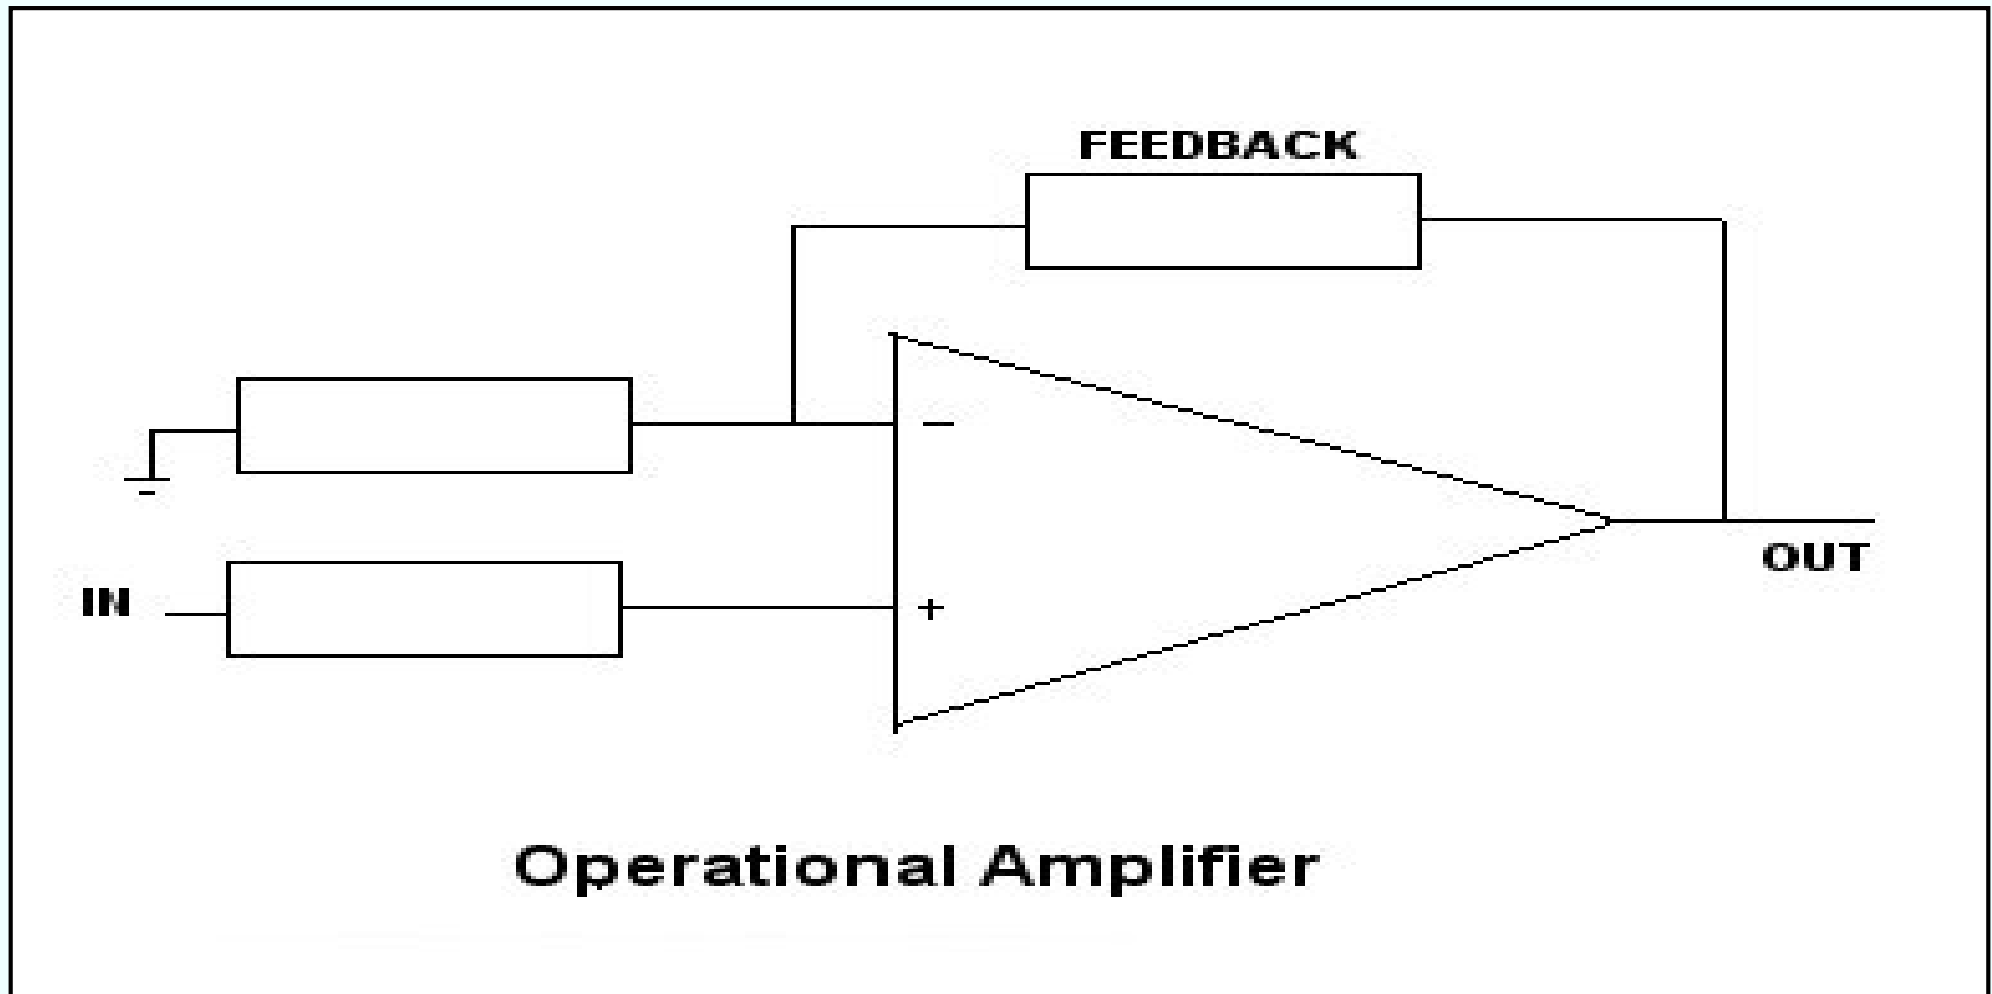 FEEDBACK
−
+
IN
OUT
Operational Amplifier